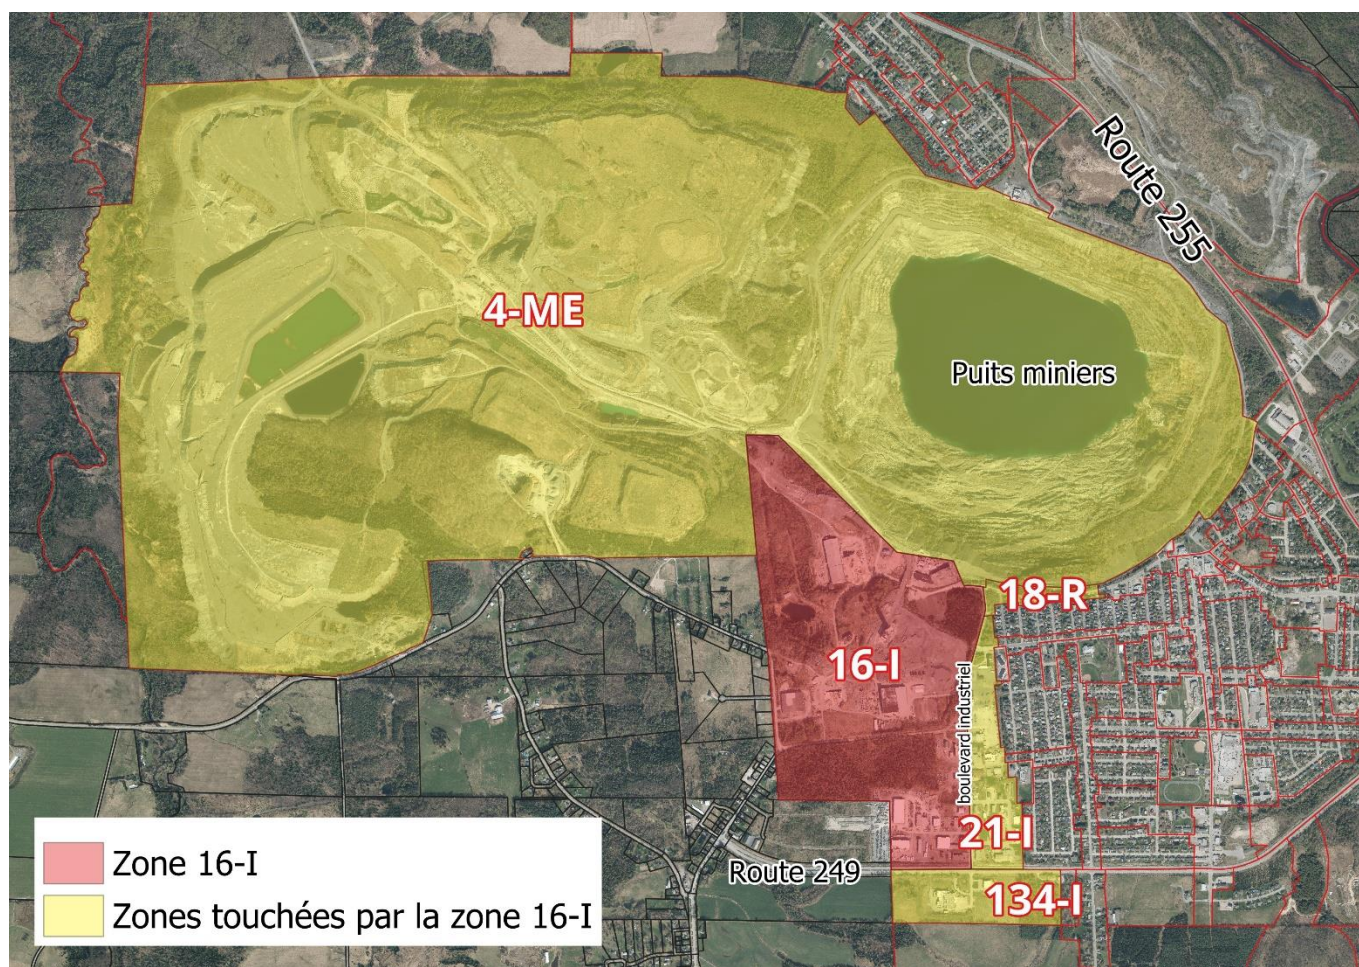 Route 255
4-ME
Puits miniers
18-R
16-I
boulevard industriel
21-I
Route 249
134-I
Zone 16-I
Zones touchées par la zone 16-I